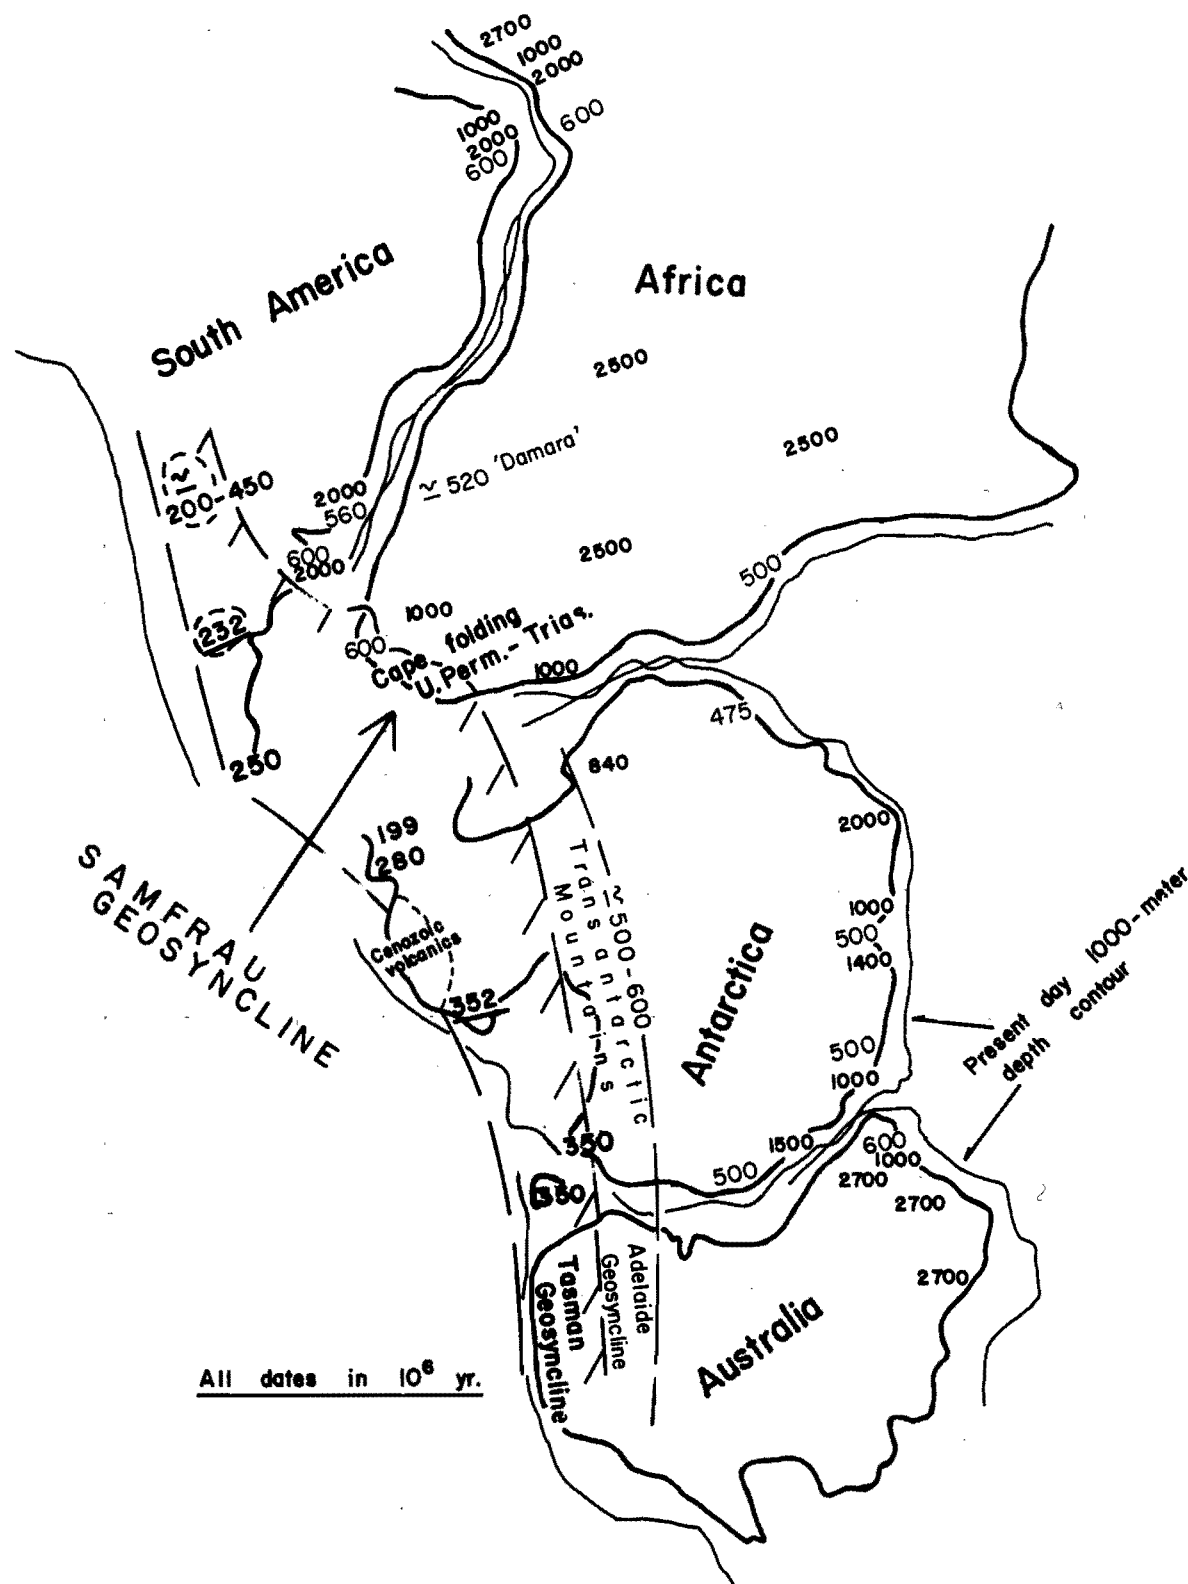 2700
1000
2000
600
1000
2000
600
South America
Africa
2500
2500
≃ 520 'Damara'
≃
200-450
2000
560
2500
600
2000
500
232
1000
600
Cape folding
U. Perm.- Trias.
1000
475
250
840
199
280
2000
SAMFRAU
GEOSYNCLINE
Transantarctic
Mountains
≃500-600
1000
500
1400
Cenozoic
volcanics
352
Antarctica
Present day 1000-meter
depth contour
500
1000
350
1500
500
600
1000
2700
2700
350
2700
Tasman
Geosyncline
Adelaide
Geosyncline
Australia
All dates in 10⁶ yr.